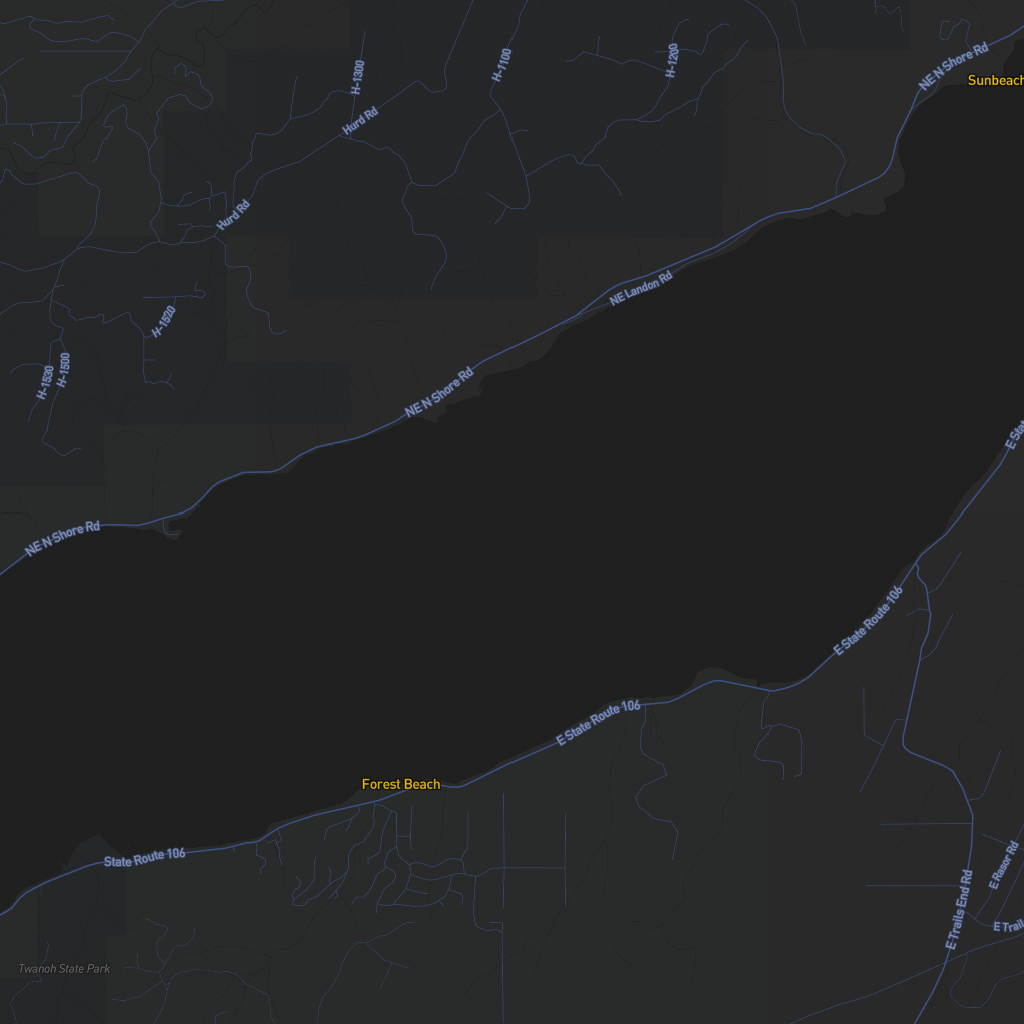 NE N Shore Rd
Sunbeach
H-1300
H-1100
H-1200
Hurd Rd
Hurd Rd
NE Landon Rd
H-1520
H-1530
H-1500
NE N Shore Rd
E Stat
NE N Shore Rd
E State Route 106
E State Route 106
Forest Beach
State Route 106
E Rasor Rd
E Trails End Rd
E Trail
Twanoh State Park